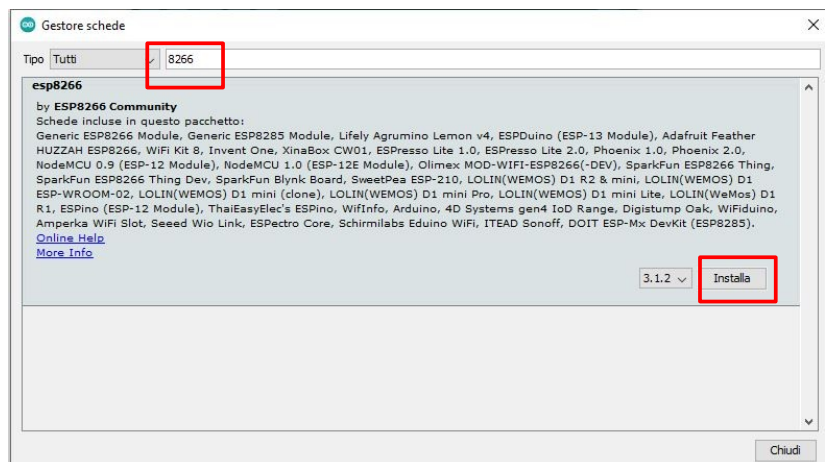 Gestore schede
Tipo Tutti 8266
esp8266
by ESP8266 Community
Schede incluse in questo pacchetto:
Generic ESP8266 Module, Generic ESP8285 Module, Lifely Agrumino Lemon v4, ESPDuino (ESP-13 Module), Adafruit Feather
HUZZAH ESP8266, WiFi Kit 8, Invent One, XinaBox CW01, ESPresso Lite 1.0, ESPresso Lite 2.0, Phoenix 1.0, Phoenix 2.0,
NodeMCU 0.9 (ESP-12 Module), NodeMCU 1.0 (ESP-12E Module), Olimex MOD-WIFI-ESP8266(-DEV), SparkFun ESP8266 Thing,
SparkFun ESP8266 Thing Dev, SparkFun Blynk Board, SweetPea ESP-210, LOLIN(WEMOS) D1 R2 & mini, LOLIN(WEMOS) D1
ESP-WROOM-02, LOLIN(WEMOS) D1 mini (clone), LOLIN(WEMOS) D1 mini Pro, LOLIN(WEMOS) D1 mini Lite, LOLIN(WeMos) D1
R1, ESPino (ESP-12 Module), ThaiEasyElec's ESPino, WifInfo, Arduino, 4D Systems gen4 IoD Range, Digistump Oak, WiFiduino,
Amperka WiFi Slot, Seeed Wio Link, ESPectro Core, Schirmilabs Eduino WiFi, ITEAD Sonoff, DOIT ESP-Mx DevKit (ESP8285).
Online Help
More Info
3.1.2 Installa
Chiudi